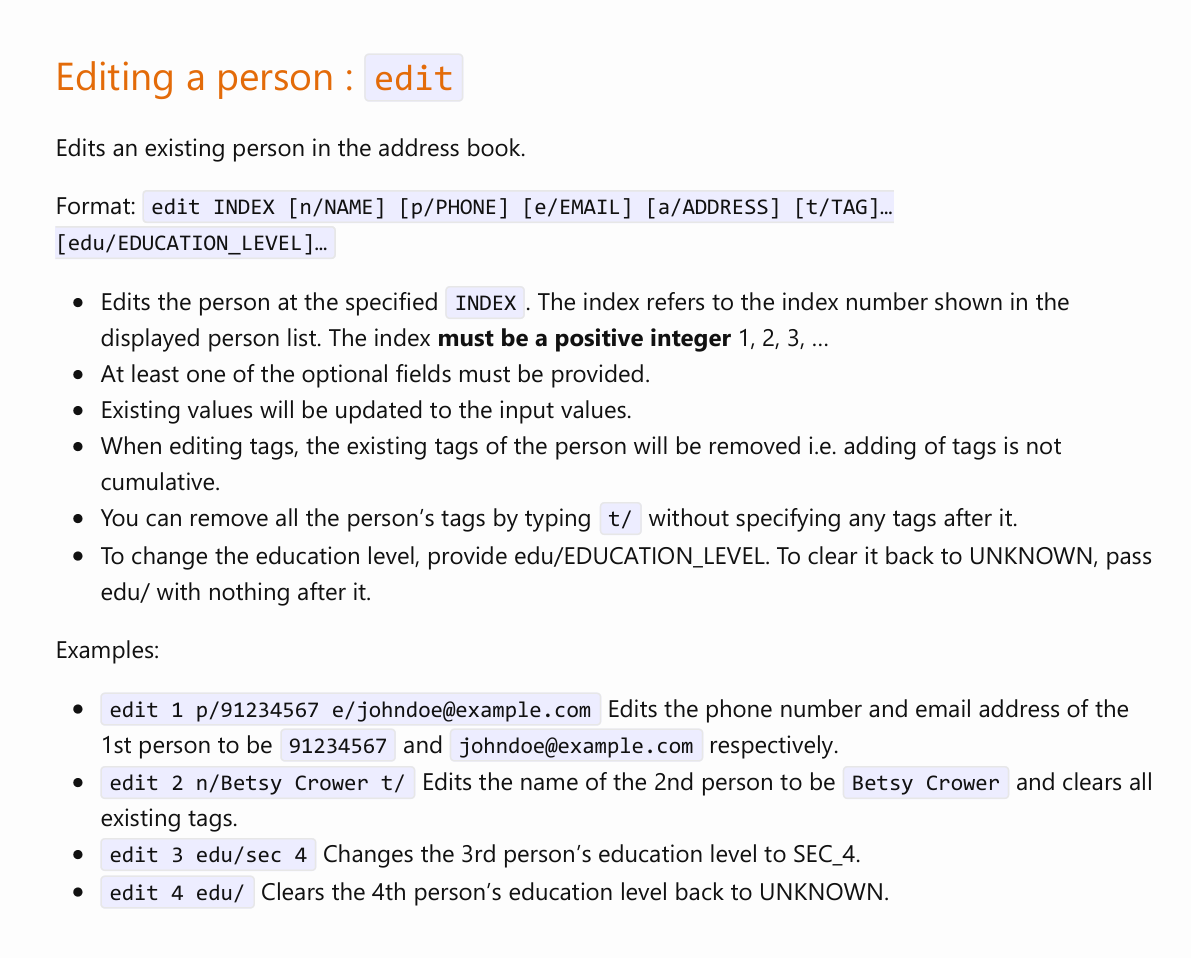 Editing a person : edit
Edits an existing person in the address book.
Format: edit INDEX [n/NAME] [p/PHONE] [e/EMAIL] [a/ADDRESS] [t/TAG]…
[edu/EDUCATION_LEVEL]…
• Edits the person at the specified INDEX. The index refers to the index number shown in the
displayed person list. The index must be a positive integer 1, 2, 3, …
• At least one of the optional fields must be provided.
• Existing values will be updated to the input values.
• When editing tags, the existing tags of the person will be removed i.e. adding of tags is not
cumulative.
• You can remove all the person’s tags by typing t/ without specifying any tags after it.
• To change the education level, provide edu/EDUCATION_LEVEL. To clear it back to UNKNOWN, pass
edu/ with nothing after it.
Examples:
• edit 1 p/91234567 e/johndoe@example.com Edits the phone number and email address of the
1st person to be 91234567 and johndoe@example.com respectively.
• edit 2 n/Betsy Crower t/ Edits the name of the 2nd person to be Betsy Crower and clears all
existing tags.
• edit 3 edu/sec 4 Changes the 3rd person’s education level to SEC_4.
• edit 4 edu/ Clears the 4th person’s education level back to UNKNOWN.